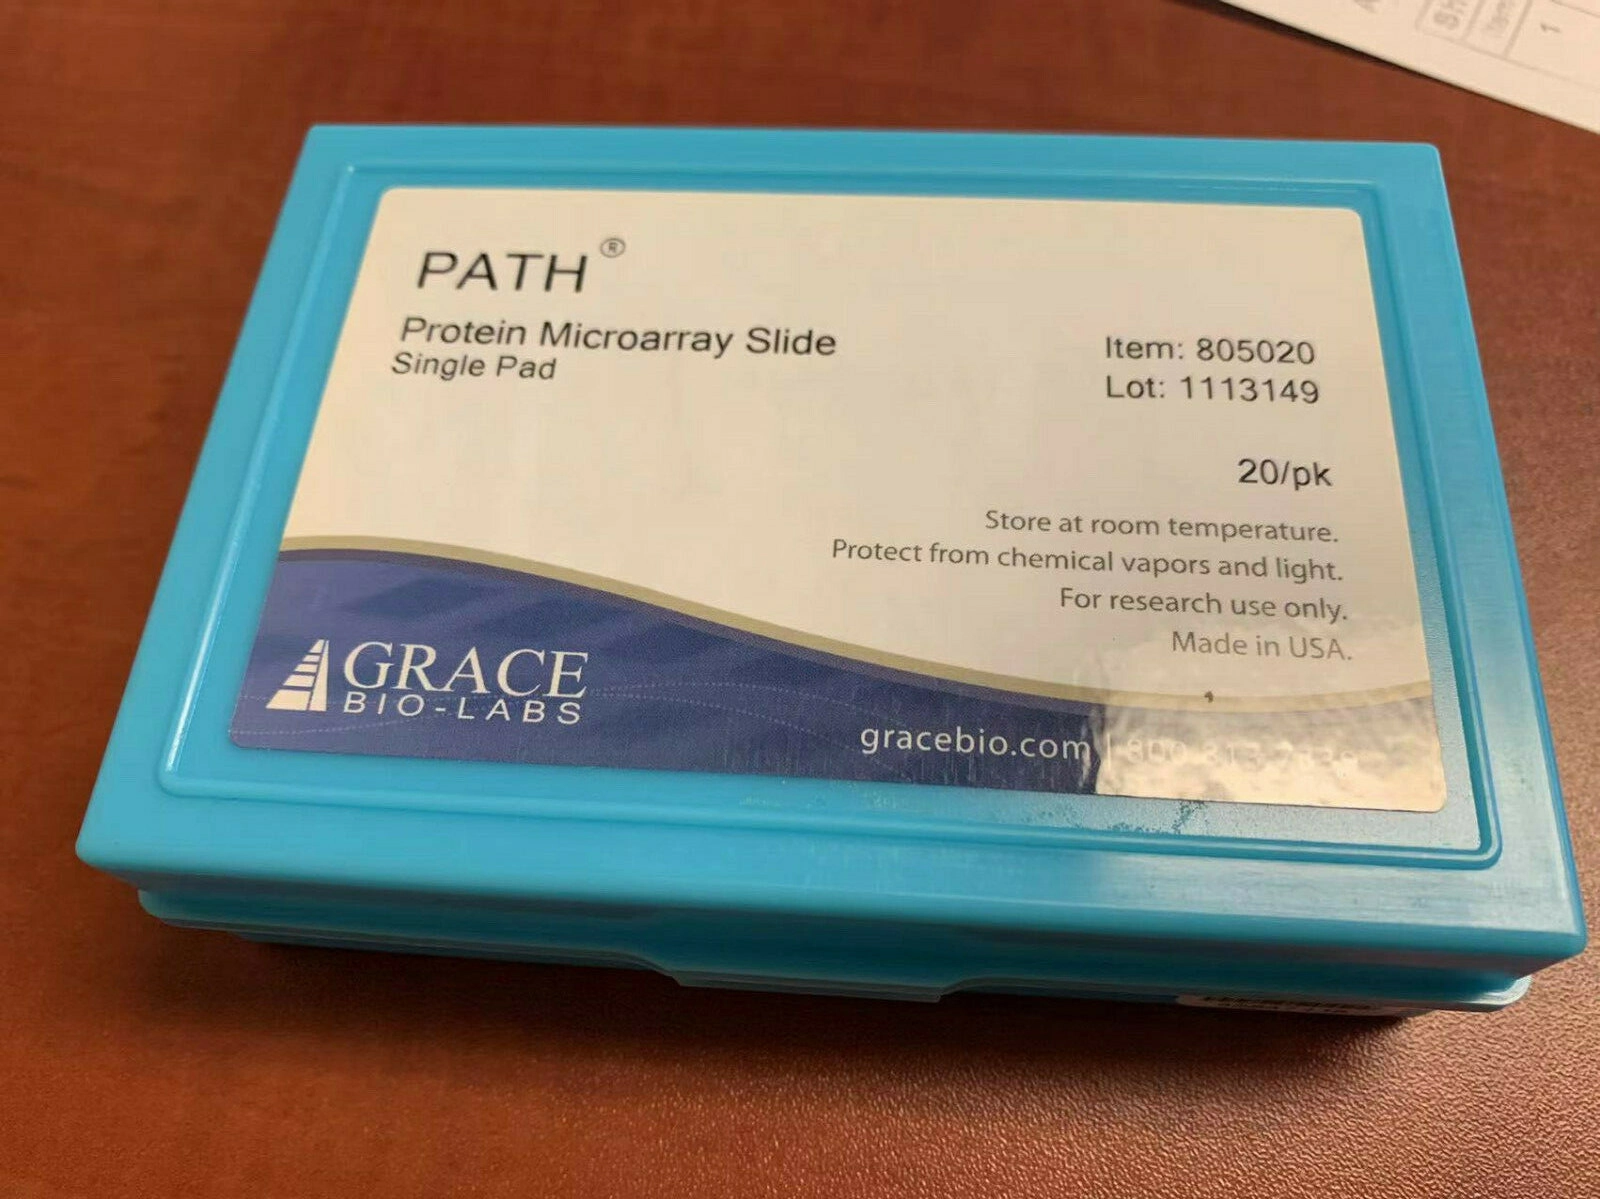 PATH®
Protein Microarray Slide
Single Pad
Item: 805020
Lot: 1113149
20/pk
Store at room temperature.
Protect from chemical vapors and light.
For research use only.
Made in USA.
GRACE
BIO-LABS
gracebio.com |
1